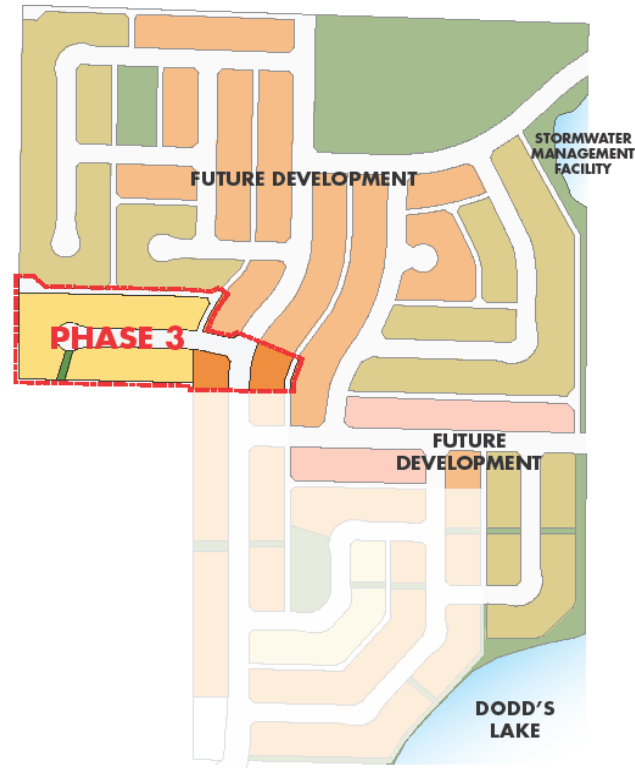 STORMWATER
MANAGEMENT
FACILITY
FUTURE DEVELOPMENT
PHASE 3
FUTURE
DEVELOPMENT
DODD'S
LAKE